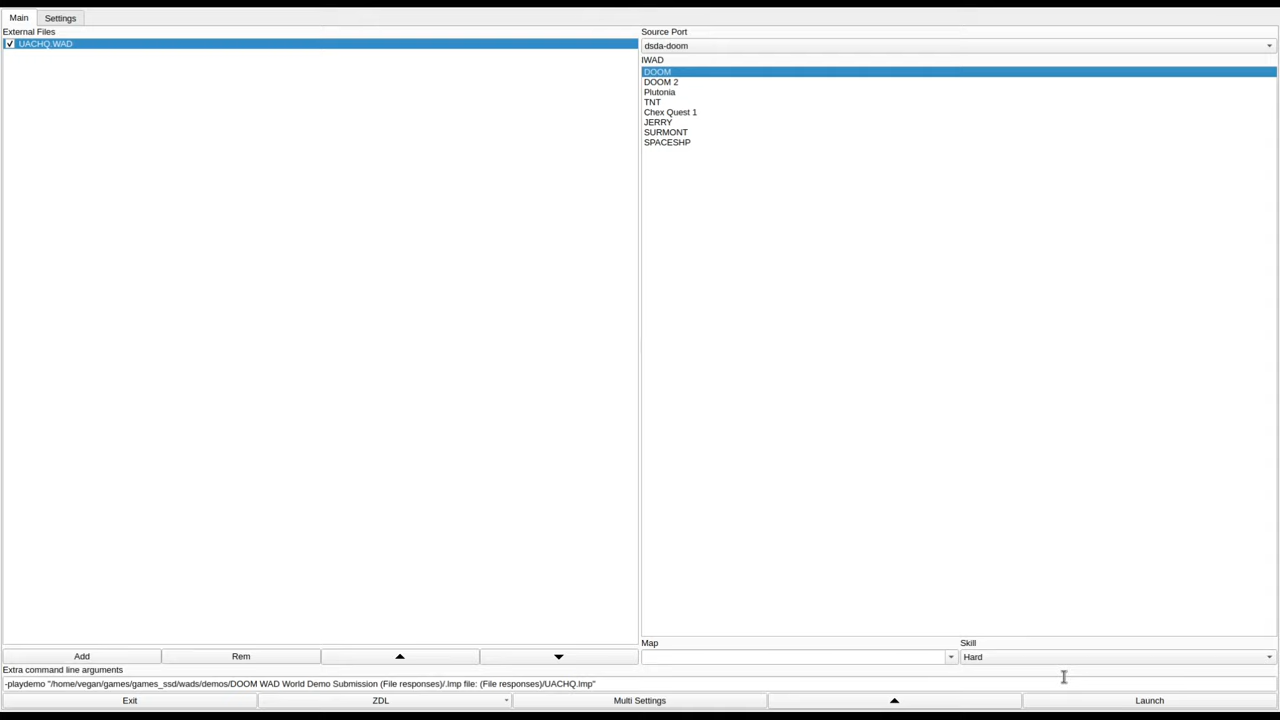 Main Settings
External Files
UACHQ.WAD
Source Port
dsda-doom
IWAD
DOOM
DOOM 2
Plutonia
TNT
Chex Quest 1
JERRY
SURMONT
SPACESHP
Map
Skill
Hard
Add Rem
Extra command line arguments
-playdemo "/home/vegan/games/games_ssd/wads/demos/DOOM WAD World Demo Submission (File responses)/.lmp file: (File responses)/UACHQ.lmp"
Exit ZDL Multi Settings Launch